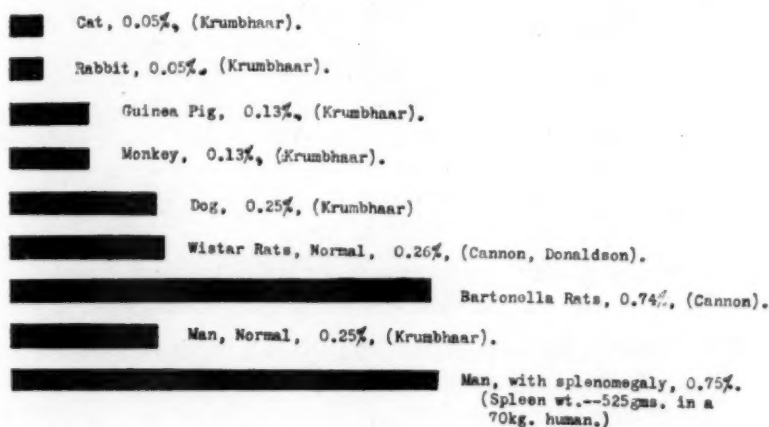 Cat, 0.05%, (Krumbhaar).
Rabbit, 0.05%. (Krumbhaar).
Guinea Pig, 0.13%, (Krumbhaar).
Monkey, 0.13%, (Krumbhaar).
Dog, 0.25%, (Krumbhaar)
Wistar Rats, Normal, 0.26%, (Cannon, Donaldson).
Bartonella Rats, 0.74%, (Cannon).
Man, Normal, 0.25%, (Krumbhaar).
Man, with splenomegaly, 0.75%.
(Spleen wt.--525gms. in a
70kg. human.)